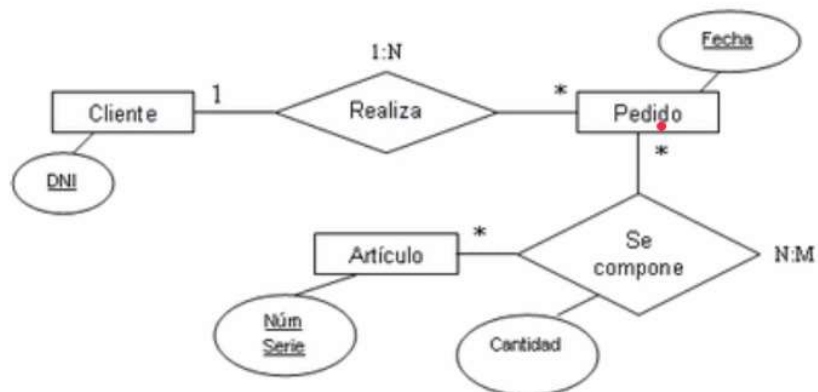 Fecha
1:N
Cliente
1
Realiza
*
Pedido
*
DNI
Artículo
*
Se
compone
N:M
Núm
Serie
Cantidad